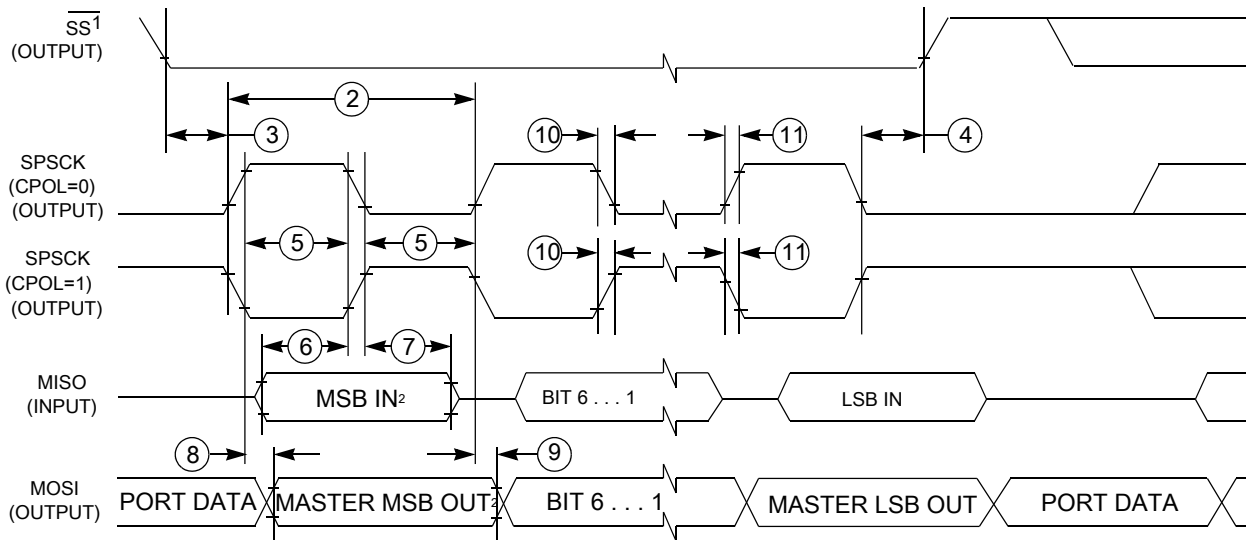 SS1
(OUTPUT)
2
3
10
11
4
SPSCK
(CPOL=0)
(OUTPUT)
5
5
SPSCK
(CPOL=1)
(OUTPUT)
10
11
6
7
MISO
(INPUT)
MSB IN2
BIT 6 . . . 1
LSB IN
8
9
MOSI
(OUTPUT)
PORT DATA
MASTER MSB OUT2
BIT 6 . . . 1
MASTER LSB OUT
PORT DATA